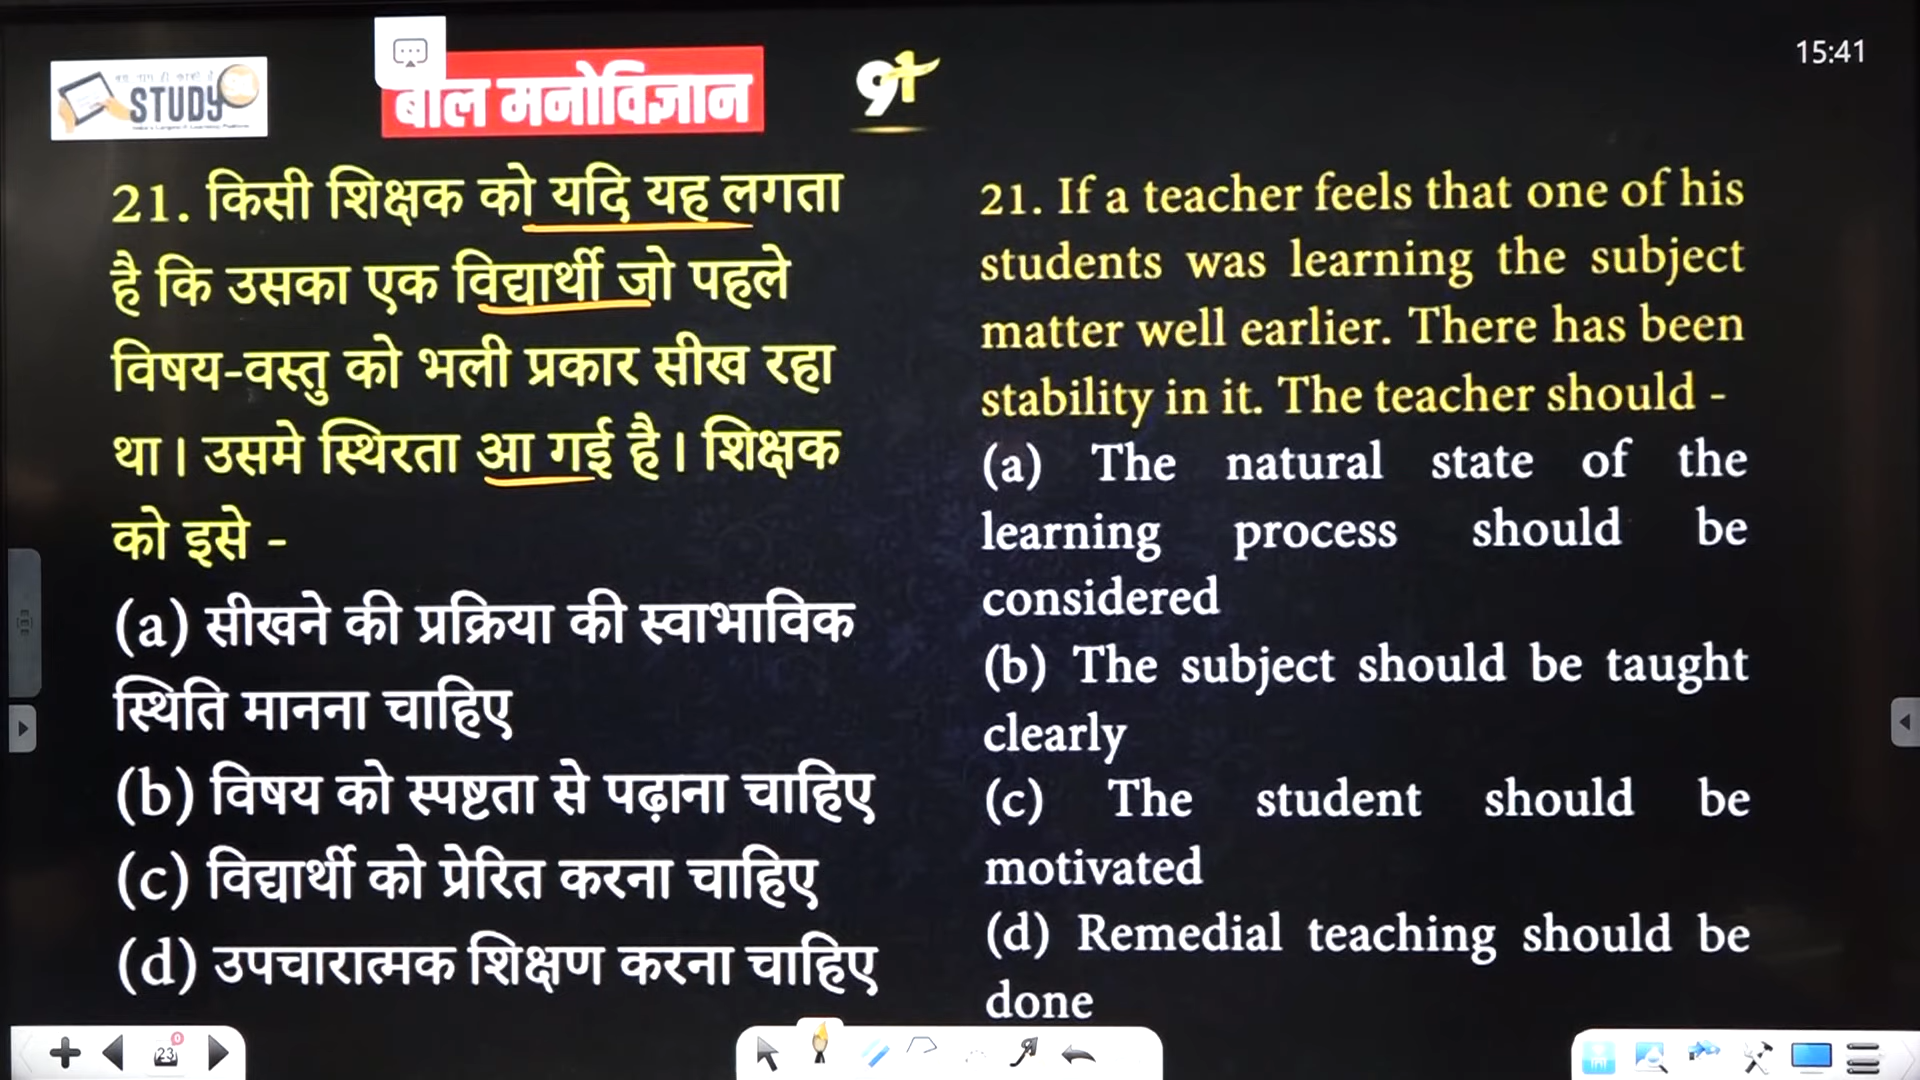 15:41
STUDY
बाल मनोविज्ञान
91
21. किसी शिक्षक को यदि यह लगता
है कि उसका एक विद्यार्थी जो पहले
विषय-वस्तु को भली प्रकार सीख रहा
था। उसमे स्थिरता आ गई है। शिक्षक
को इसे -
(a) सीखने की प्रक्रिया की स्वाभाविक
स्थिति मानना चाहिए
(b) विषय को स्पष्टता से पढ़ाना चाहिए
(c) विद्यार्थी को प्रेरित करना चाहिए
(d) उपचारात्मक शिक्षण करना चाहिए
21. If a teacher feels that one of his
students was learning the subject
matter well earlier. There has been
stability in it. The teacher should -
(a) The natural state of the
learning process should be
considered
(b) The subject should be taught
clearly
(c) The student should be
motivated
(d) Remedial teaching should be
done
23
0